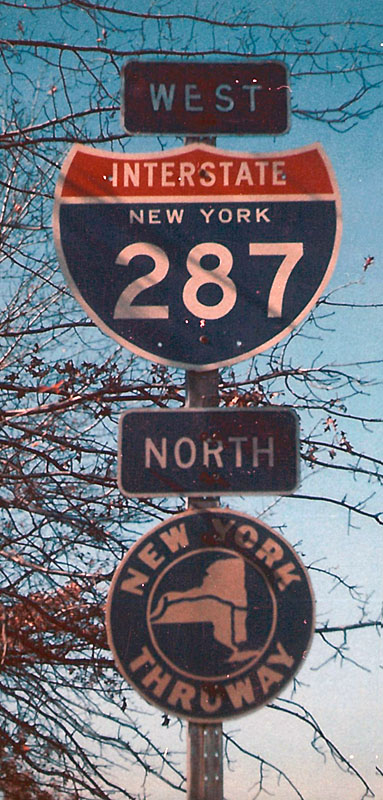 WEST
INTERSTATE
NEW YORK
287
NORTH
NEW YORK
THRUWAY